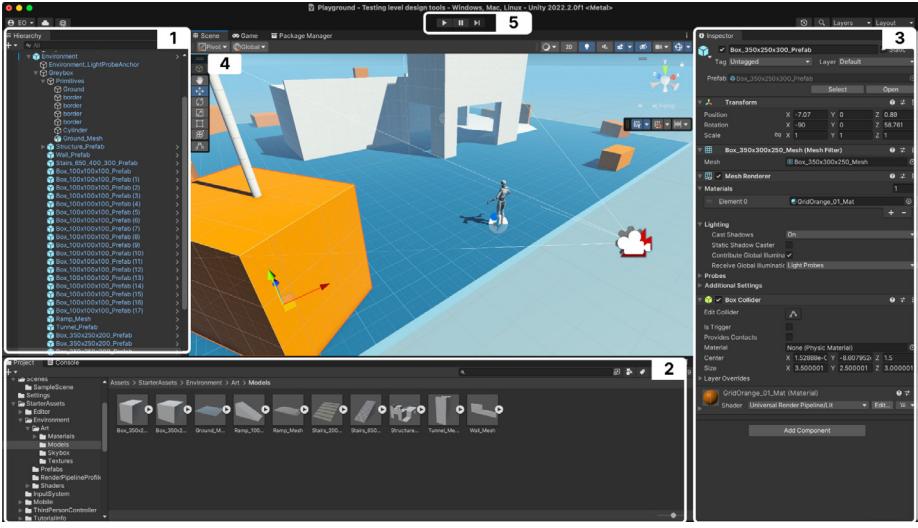 Playground - Testing level design tools - Windows, Mac, Linux - Unity 2022.2.0f1 <Metal>
EO
5
Layers
Layout
Hierarchy
1
All
Environment
Environment_LightProbeAnchor
Greybox
Primitives
Ground
border
border
border
border
Cylinder
Ground_Mesh
Structure_Prefab
Wall_Prefab
Stairs_650_400_300_Prefab
Box_100x100x100_Prefab
Box_100x100x100_Prefab (1)
Box_100x100x100_Prefab (2)
Box_100x100x100_Prefab (3)
Box_100x100x100_Prefab (4)
Box_100x100x100_Prefab (5)
Box_100x100x100_Prefab (6)
Box_100x100x100_Prefab (7)
Box_100x100x100_Prefab (8)
Box_100x100x100_Prefab (9)
Box_100x100x100_Prefab (10)
Box_100x100x100_Prefab (11)
Box_100x100x100_Prefab (12)
Box_100x100x100_Prefab (13)
Box_100x100x100_Prefab (14)
Box_100x100x100_Prefab (15)
Box_100x100x100_Prefab (16)
Box_100x100x100_Prefab (17)
Ramp_Mesh
Tunnel_Prefab
Box_350x250x200_Prefab
Box_350x250x200_Prefab
Scene
Game
Package Manager
Pivot
Global
2D
4
Persp
Inspector
3
Box_350x250x300_Prefab
Static
Tag Untagged
Layer Default
Prefab Box_350x250x300_Prefab
Select
Open
Transform
Position X -7.07 Y 0 Z 0.89
Rotation X -90 Y 0 Z 56.761
Scale X 1 Y 1 Z 1
Box_350x300x250_Mesh (Mesh Filter)
Mesh Box_350x300x250_Mesh
Mesh Renderer
Materials 1
Element 0 GridOrange_01_Mat
Lighting
Cast Shadows On
Static Shadow Caster
Contribute Global Illumina
Receive Global Illuminatic Light Probes
Probes
Additional Settings
Box Collider
Edit Collider
Is Trigger
Provides Contacts
Material None (Physic Material)
Center X 1.52888e-0 Y -8.007952 Z 1.5
Size X 3.500001 Y 2.500001 Z 3.000001
Layer Overrides
GridOrange_01_Mat (Material)
Shader Universal Render Pipeline/Lit Edit...
Add Component
Project
Console
2
Scenes
SampleScene
Settings
StarterAssets
Editor
Environment
Art
Materials
Models
Skybox
Textures
Prefabs
RenderPipelineProfile
Shaders
InputSystem
Mobile
ThirdPersonController
TutorialInfo
Assets > StarterAssets > Environment > Art > Models
Box_350x2...
Box_350x2...
Ground_M...
Ramp_100...
Ramp_Mesh
Stairs_200...
Stairs_650...
Structure...
Tunnel_Me...
Wall_Mesh